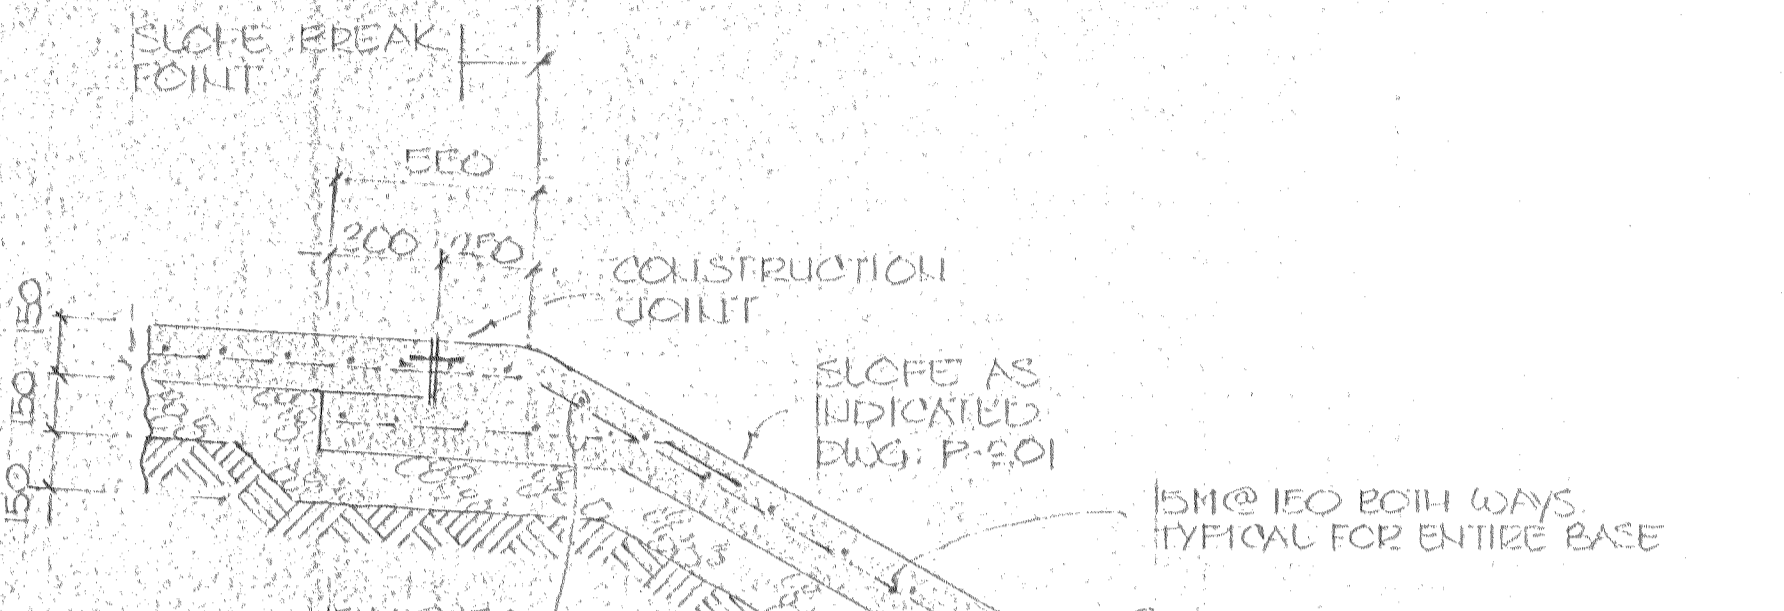 SLOPE BREAK
POINT
550
200 250
CONSTRUCTION
JOINT
150
150
150
SLOPE AS
INDICATED
DWG. P-201
15M@ 150 BOTH WAYS.
TYPICAL FOR ENTIRE BASE